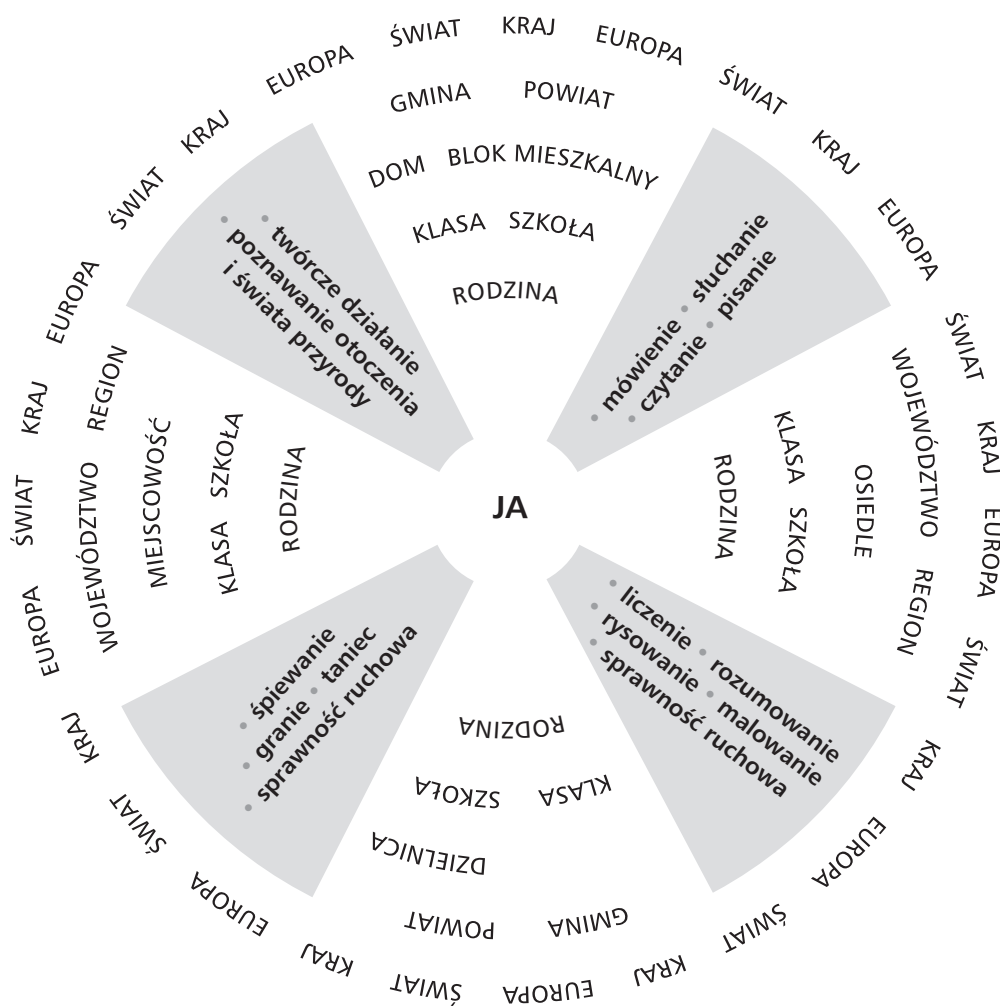 ŚWIAT KRAJ EUROPA ŚWIAT KRAJ EUROPA ŚWIAT KRAJ EUROPA ŚWIAT KRAJ EUROPA ŚWIAT KRAJ EUROPA ŚWIAT KRAJ EUROPA ŚWIAT KRAJ EUROPA ŚWIAT KRAJ EUROPA
GMINA POWIAT
DOM BLOK MIESZKALNY
KLASA SZKOŁA
RODZINA
• mówienie • słuchanie
• czytanie • pisanie
WOJEWÓDZTWO REGION
OSIEDLE
KLASA SZKOŁA
RODZINA
• liczenie • rozumowanie
• rysowanie • malowanie
• sprawność ruchowa
GMINA POWIAT
DZIELNICA
KLASA SZKOŁA
RODZINA
• śpiewanie
• granie • taniec
• sprawność ruchowa
WOJEWÓDZTWO REGION
MIEJSCOWOŚĆ
KLASA SZKOŁA
RODZINA
• twórcze działanie
• poznawanie otoczenia
i świata przyrody
JA